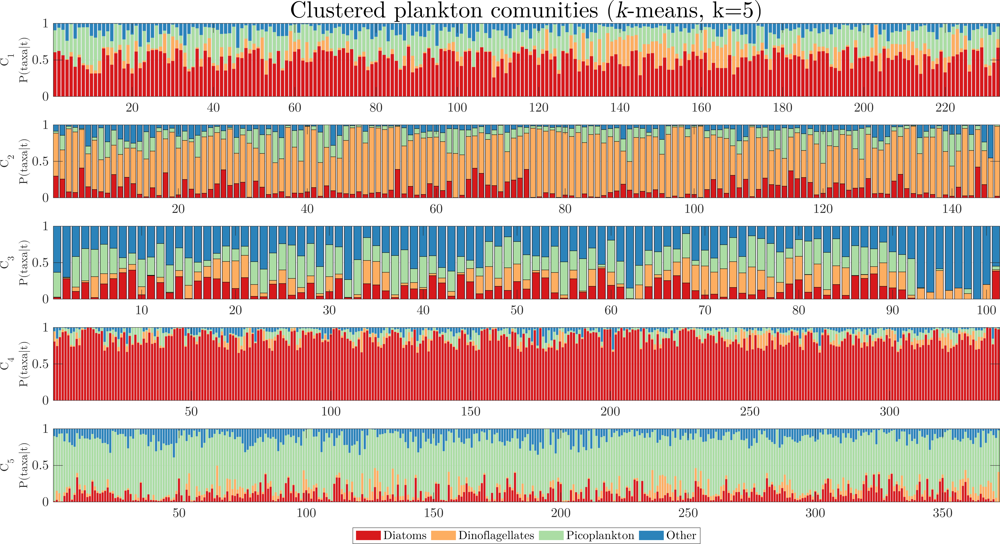 Clustered plankton comunities (k-means, k=5)
C1
P(taxa|t)
1
0.5
0
20 40 60 80 100 120 140 160 180 200 220
C2
P(taxa|t)
1
0.5
0
20 40 60 80 100 120 140
C3
P(taxa|t)
1
0.5
0
10 20 30 40 50 60 70 80 90 100
C4
P(taxa|t)
1
0.5
0
50 100 150 200 250 300
C5
P(taxa|t)
1
0.5
0
50 100 150 200 250 300 350
Diatoms Dinoflagellates Picoplankton Other